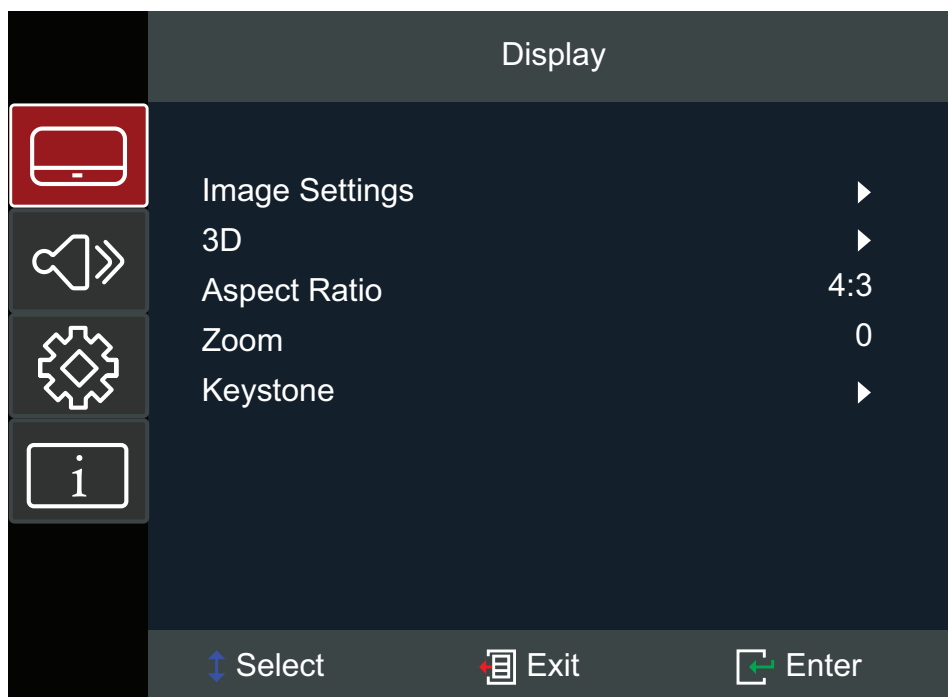 Display
Image Settings
3D
Aspect Ratio 4:3
Zoom 0
Keystone
i
Select Exit Enter